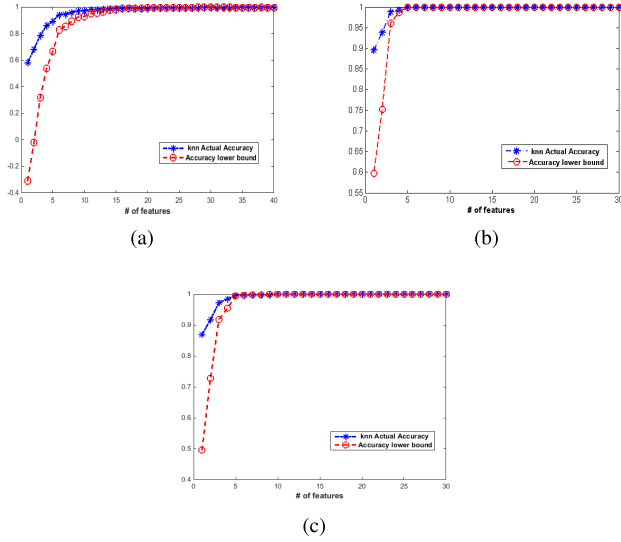 1
0.8
0.6
0.4
0.2
0
-0.2
-0.4
0 5 10 15 20 25 30 35 40
# of features
knn Actual Accuracy
Accuracy lower bound
(a)
1
0.95
0.9
0.85
0.8
0.75
0.7
0.65
0.6
0.55
0 5 10 15 20 25 30
# of features
knn Actual Accuracy
Accuracy lower bound
(b)
1
0.9
0.8
0.7
0.6
0.5
0.4
0 5 10 15 20 25 30
# of features
knn Actual Accuracy
Accuracy lower bound
(c)